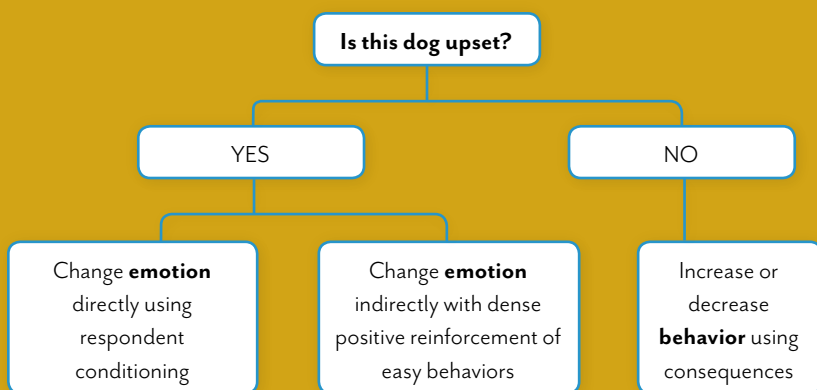 Is this dog upset?
YES
NO
Change emotion
directly using
respondent
conditioning
Change emotion
indirectly with dense
positive reinforcement of
easy behaviors
Increase or
decrease
behavior using
consequences